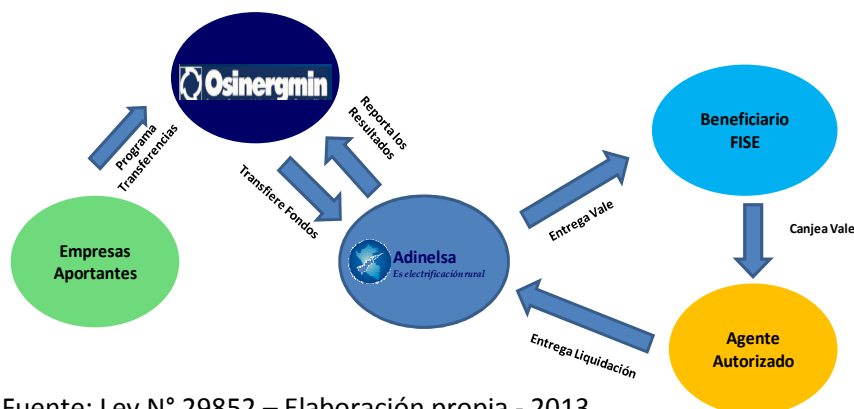 Osinergmin
Programa
Transferencias
Reporta los
Resultados
Transfiere Fondos
Empresas
Aportantes
Adinelsa
Es electrificación rural
Entrega Vale
Beneficiario
FISE
Canjea Vale
Entrega Liquidación
Agente
Autorizado
Fuente: Ley N° 29852 – Elaboración propia - 2013